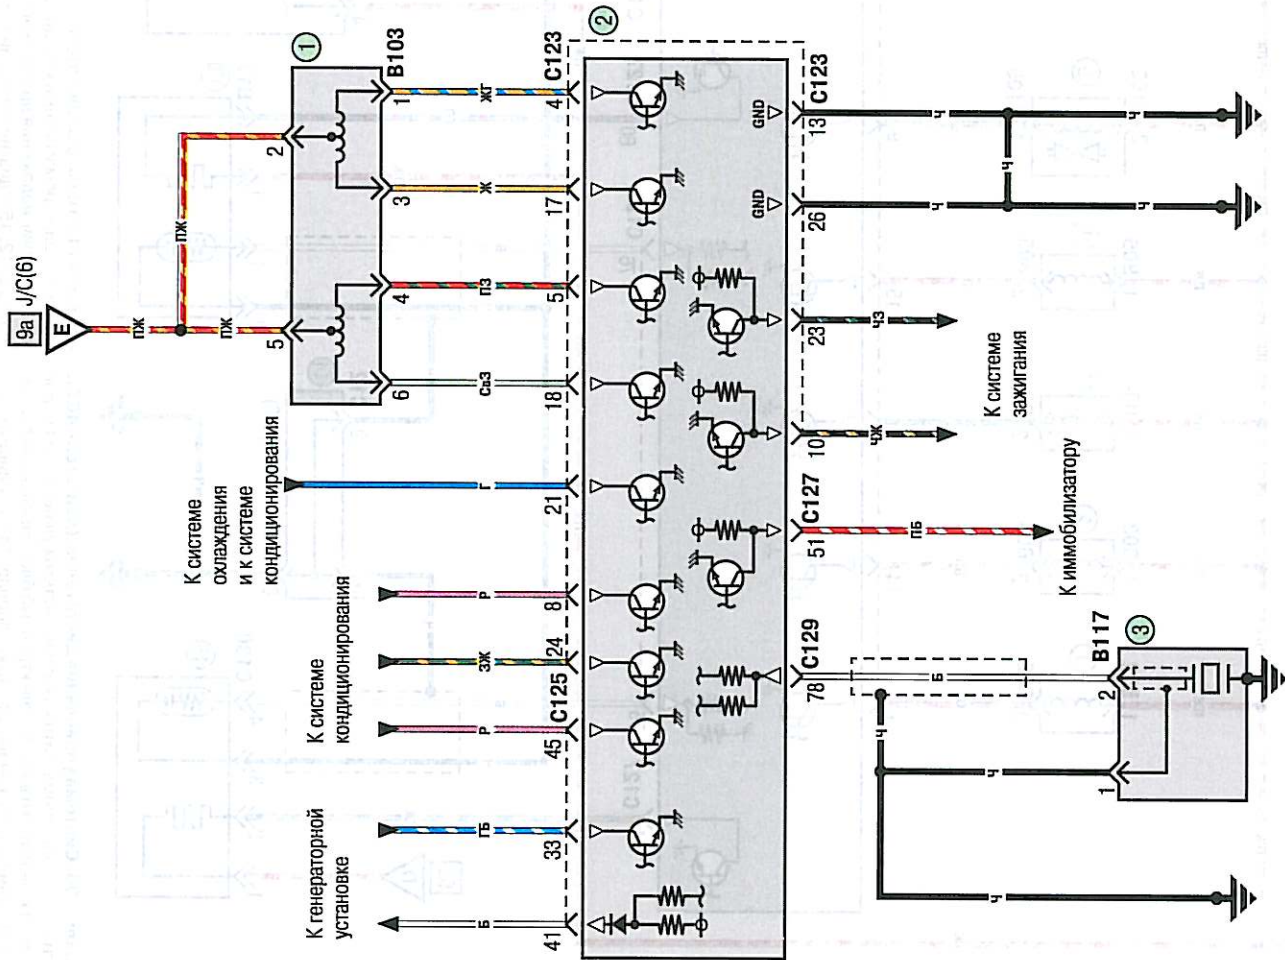 9a J/C(6)
E
ПЖ
ПЖ
ПЖ
2
5
1
B103
1
3
4
6
ЖГ
Ж
ПЗ
СвЗ
C123
4
17
5
18
2
К системе
охлаждения
и к системе
кондиционирования
Г
21
К системе
кондиционирования
Р
ЗЖ
Р
8
24
C125
45
К генераторной
установке
ГБ
Б
33
41
GND
GND
13
C123
26
23
10
Ч
Ч
Ч
Ч
Ч
ЧЗ
ЧЖ
К системе
зажигания
51
C127
ПБ
К иммобилизатору
78
C129
Б
2
B117
3
1
Ч
Ч
Ч